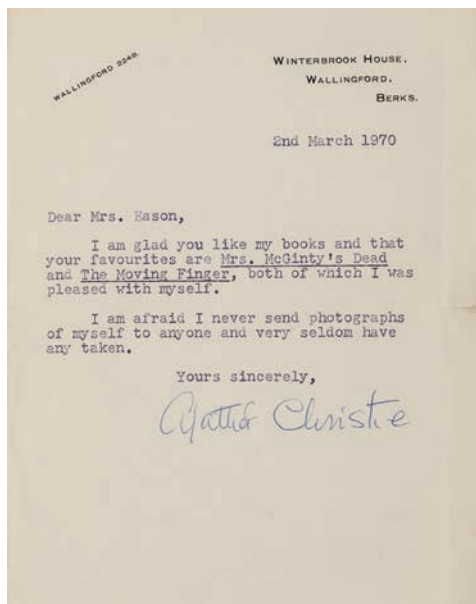 WALLINGFORD 2248.
WINTERBROOK HOUSE,
WALLINGFORD,
BERKS.
2nd March 1970
Dear Mrs. Eason,
I am glad you like my books and that
your favourites are Mrs. McGinty's Dead
and The Moving Finger, both of which I was
pleased with myself.
I am afraid I never send photographs
of myself to anyone and very seldom have
any taken.
Yours sincerely,
Agatha Christie